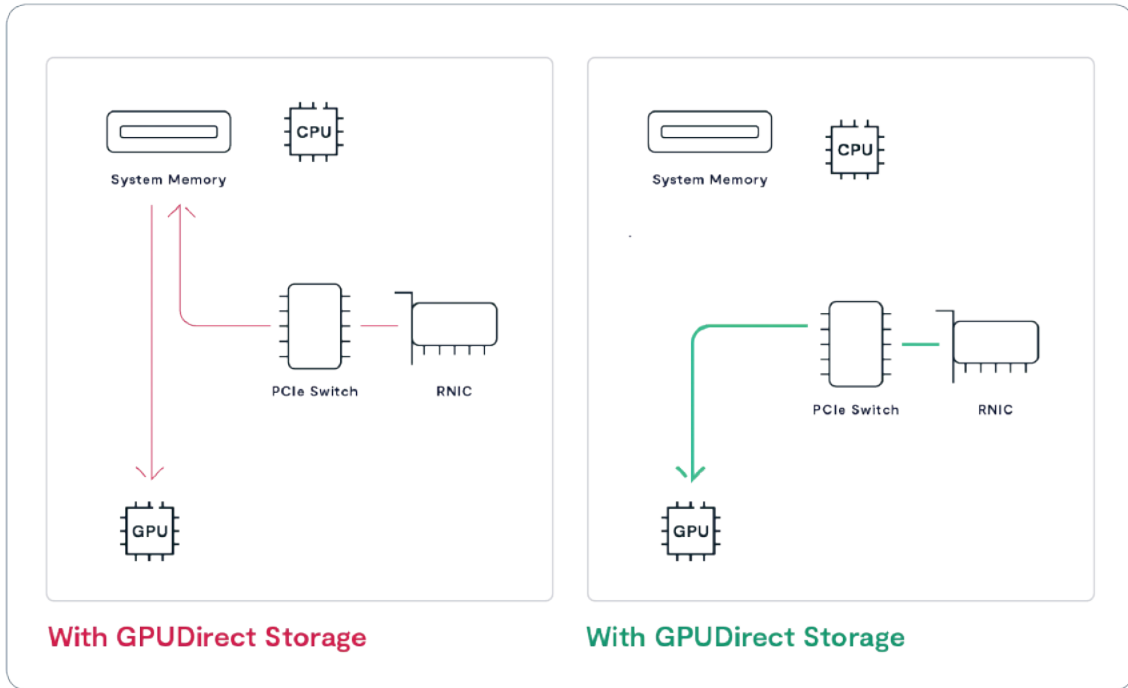 CPU
System Memory
PCIe Switch
RNIC
GPU
With GPUDirect Storage
CPU
System Memory
PCIe Switch
RNIC
GPU
With GPUDirect Storage